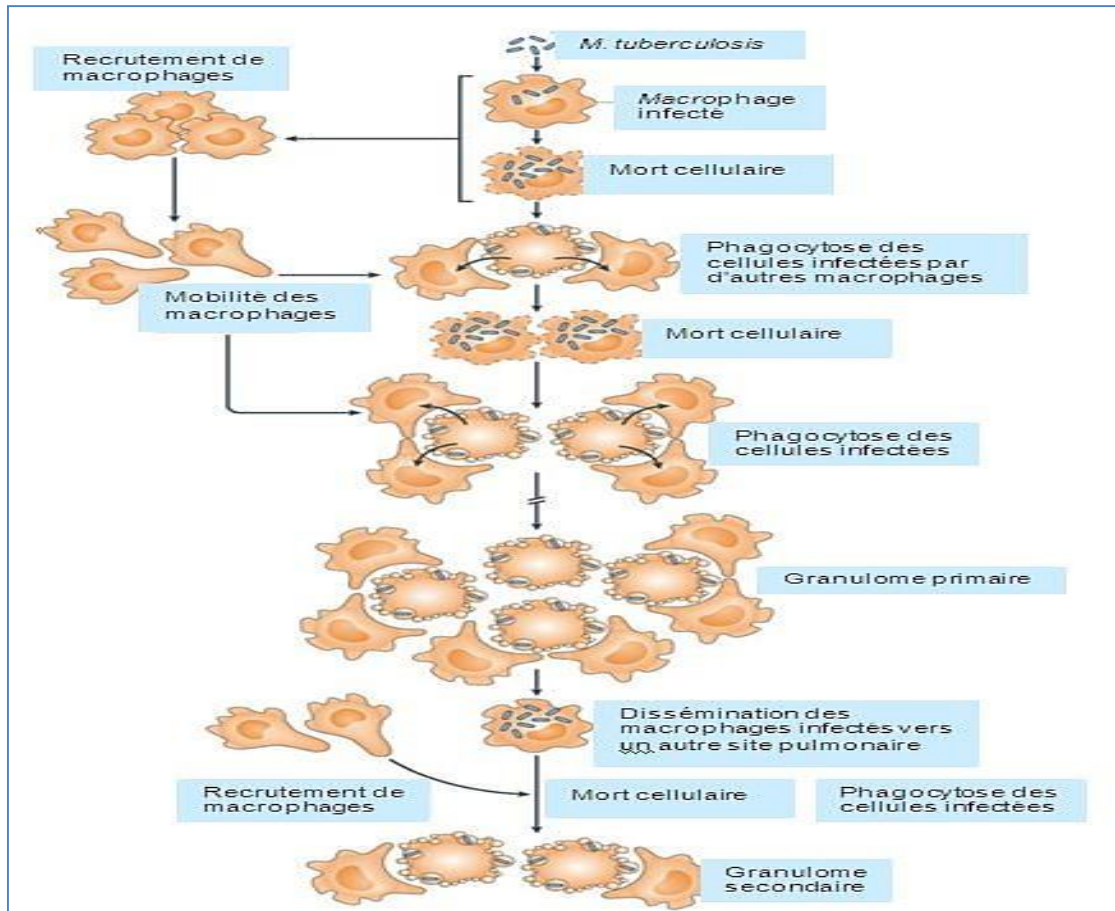 M. tuberculosis
Recrutement de
macrophages
Macrophage
infectè
Mort cellulaire
Phagocytose des
cellules infectées par
d'autres macrophages
Mobilitè des
macrophages
Mort cellulaire
Phagocytose des
cellules infectées
Granulome primaire
Dissémination des
macrophages infectés vers
un autre site pulmonaire
Recrutement de
macrophages
Mort cellulaire
Phagocytose des
cellules infectées
Granulome
secondaire